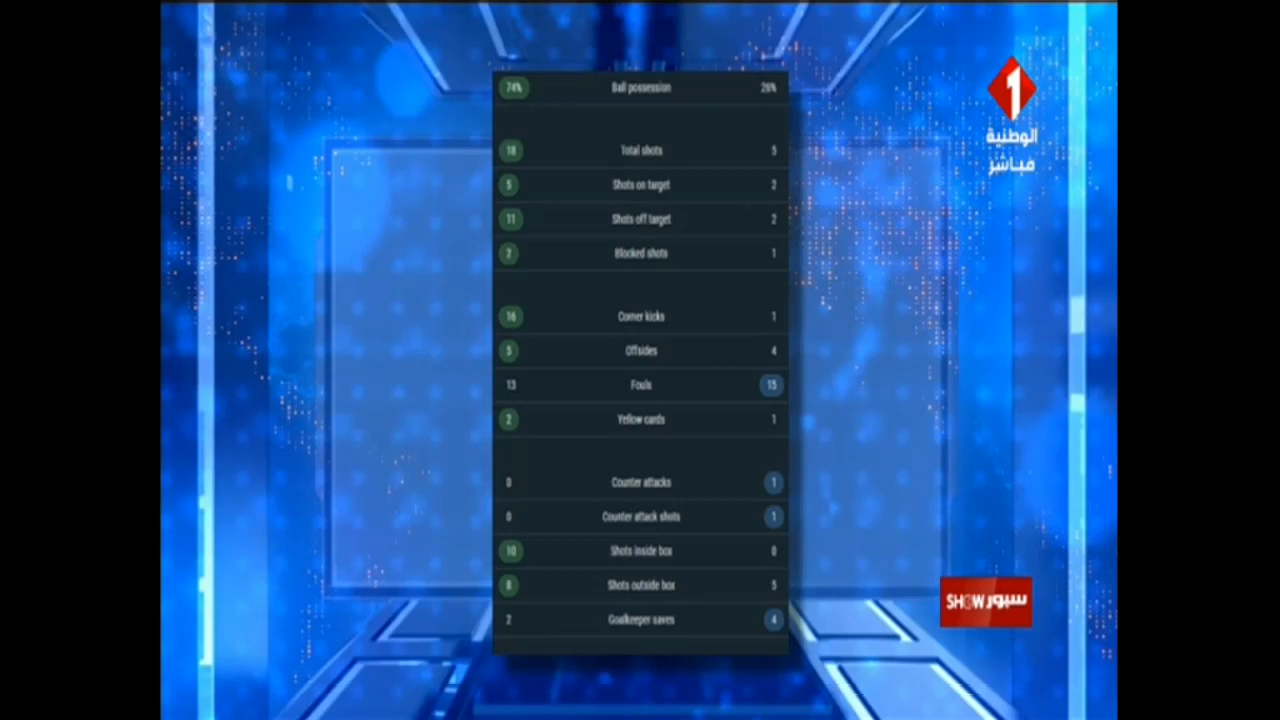 74% Ball possession 26%
18 Total shots 5
5 Shots on target 2
11 Shots off target 2
2 Blocked shots 1
16 Corner kicks 1
5 Offsides 4
13 Fouls 15
2 Yellow cards 1
0 Counter attacks 1
0 Counter attack shots 1
10 Shots inside box 0
8 Shots outside box 5
2 Goalkeeper saves 4
1
الوطنية
مباشر
SHOW سبور